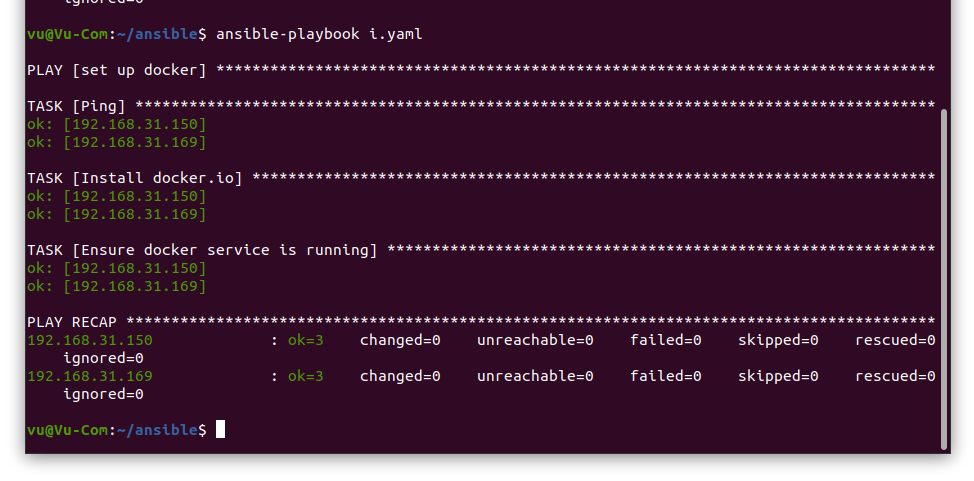 ignored=0
vu@Vu-Com:~/ansible$ ansible-playbook i.yaml
PLAY [set up docker] ********************************************************************************
TASK [Ping] *****************************************************************************************
ok: [192.168.31.150]
ok: [192.168.31.169]
TASK [Install docker.io] ****************************************************************************
ok: [192.168.31.150]
ok: [192.168.31.169]
TASK [Ensure docker service is running] *************************************************************
ok: [192.168.31.150]
ok: [192.168.31.169]
PLAY RECAP ******************************************************************************************
192.168.31.150             : ok=3    changed=0    unreachable=0    failed=0    skipped=0    rescued=0
    ignored=0
192.168.31.169             : ok=3    changed=0    unreachable=0    failed=0    skipped=0    rescued=0
    ignored=0
vu@Vu-Com:~/ansible$